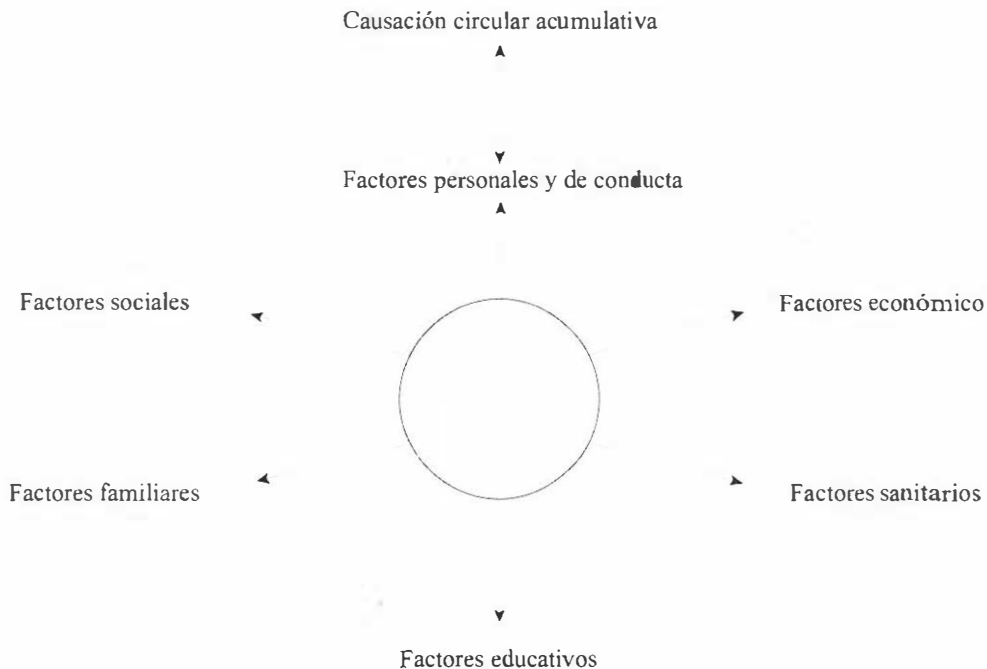 Causación circular acumulativa
Factores personales y de conducta
Factores sociales
Factores económico
Factores familiares
Factores sanitarios
Factores educativos